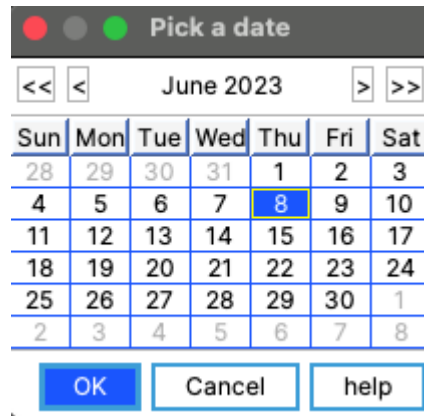 Pick a date
<< < June 2023 > >>
Sun Mon Tue Wed Thu Fri Sat
28 29 30 31 1 2 3
4 5 6 7 8 9 10
11 12 13 14 15 16 17
18 19 20 21 22 23 24
25 26 27 28 29 30 1
2 3 4 5 6 7 8
OK Cancel help